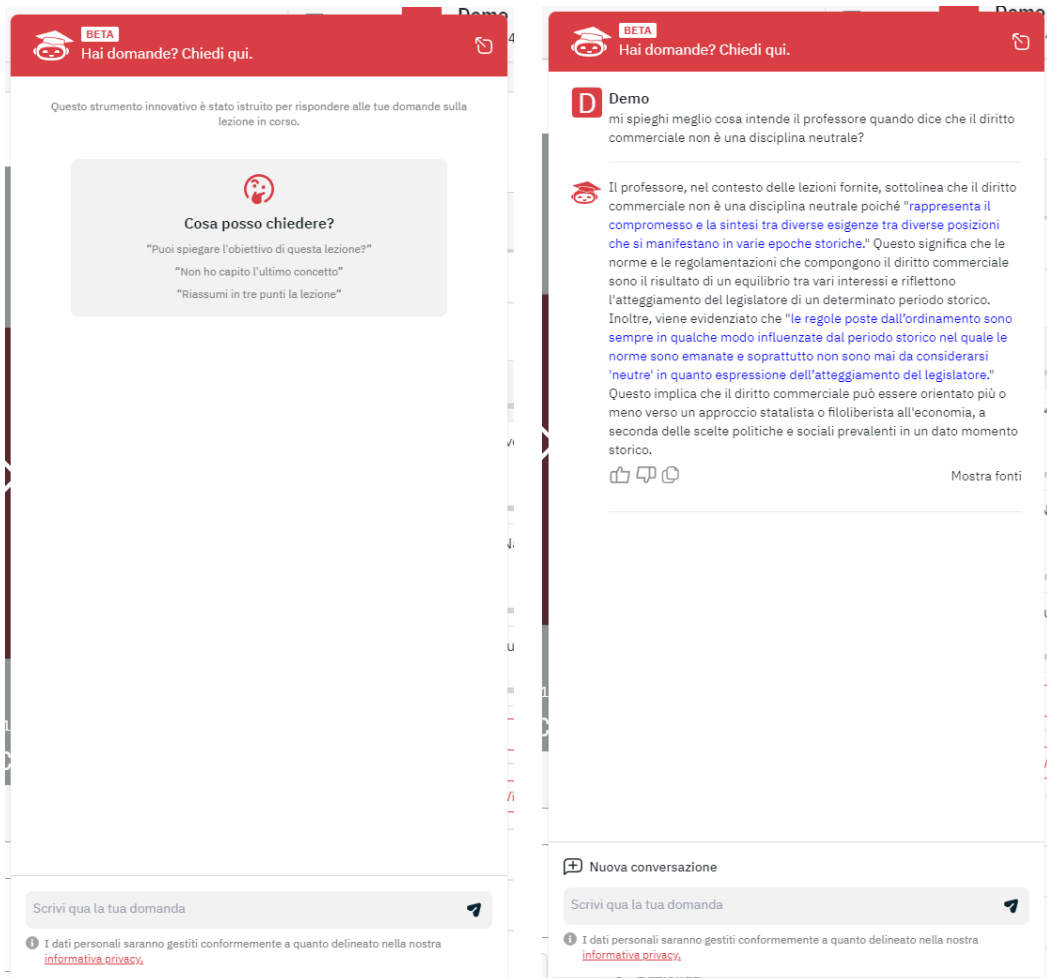 Demo
BETA
Hai domande? Chiedi qui.
Questo strumento innovativo è stato istruito per rispondere alle tue domande sulla
lezione in corso.
Cosa posso chiedere?
“Puoi spiegare l'obiettivo di questa lezione?”
“Non ho capito l'ultimo concetto”
“Riassumi in tre punti la lezione”
Scrivi qua la tua domanda
I dati personali saranno gestiti conformemente a quanto delineato nella nostra
informativa privacy.
Demo
BETA
Hai domande? Chiedi qui.
D
Demo
mi spieghi meglio cosa intende il professore quando dice che il diritto
commerciale non è una disciplina neutrale?
Il professore, nel contesto delle lezioni fornite, sottolinea che il diritto
commerciale non è una disciplina neutrale poiché "rappresenta il
compromesso e la sintesi tra diverse esigenze tra diverse posizioni
che si manifestano in varie epoche storiche." Questo significa che le
norme e le regolamentazioni che compongono il diritto commerciale
sono il risultato di un equilibrio tra vari interessi e riflettono
l'atteggiamento del legislatore di un determinato periodo storico.
Inoltre, viene evidenziato che "le regole poste dall’ordinamento sono
sempre in qualche modo influenzate dal periodo storico nel quale le
norme sono emanate e soprattutto non sono mai da considerarsi
'neutre' in quanto espressione dell’atteggiamento del legislatore."
Questo implica che il diritto commerciale può essere orientato più o
meno verso un approccio statalista o filoliberista all'economia, a
seconda delle scelte politiche e sociali prevalenti in un dato momento
storico.
Mostra fonti
Nuova conversazione
Scrivi qua la tua domanda
I dati personali saranno gestiti conformemente a quanto delineato nella nostra
informativa privacy.